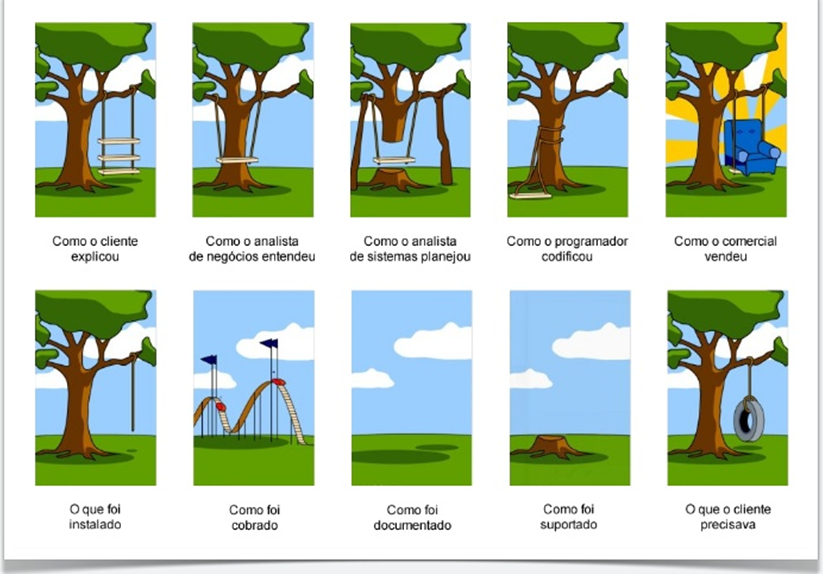 Como o cliente
explicou
Como o analista
de negócios entendeu
Como o analista
de sistemas planejou
Como o programador
codificou
Como o comercial
vendeu
O que foi
instalado
Como foi
cobrado
Como foi
documentado
Como foi
suportado
O que o cliente
precisava